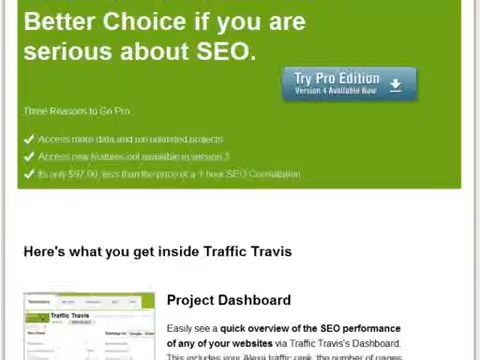 Better Choice if you are
serious about SEO.
Try Pro Edition
Version 4 Available Now
Three Reasons to Go Pro:
Access more data and run unlimited projects
Access new features not available in version 3
Its only $97.00, less than the price of a 1 hour SEO Consultation
Here's what you get inside Traffic Travis
Traffic Travis
Project Dashboard
Easily see a quick overview of the SEO performance
of any of your websites via Traffic Travis's Dashboard.
This includes your Alexa traffic rank, the number of pages